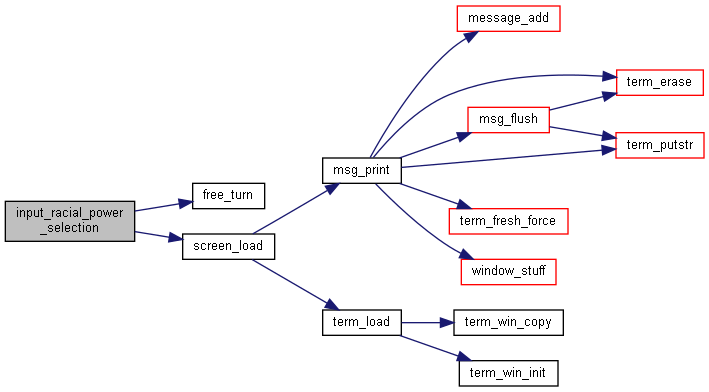 message_add
term_erase
msg_flush
term_putstr
msg_print
free_turn
input_racial_power
_selection
term_fresh_force
screen_load
window_stuff
term_load
term_win_copy
term_win_init